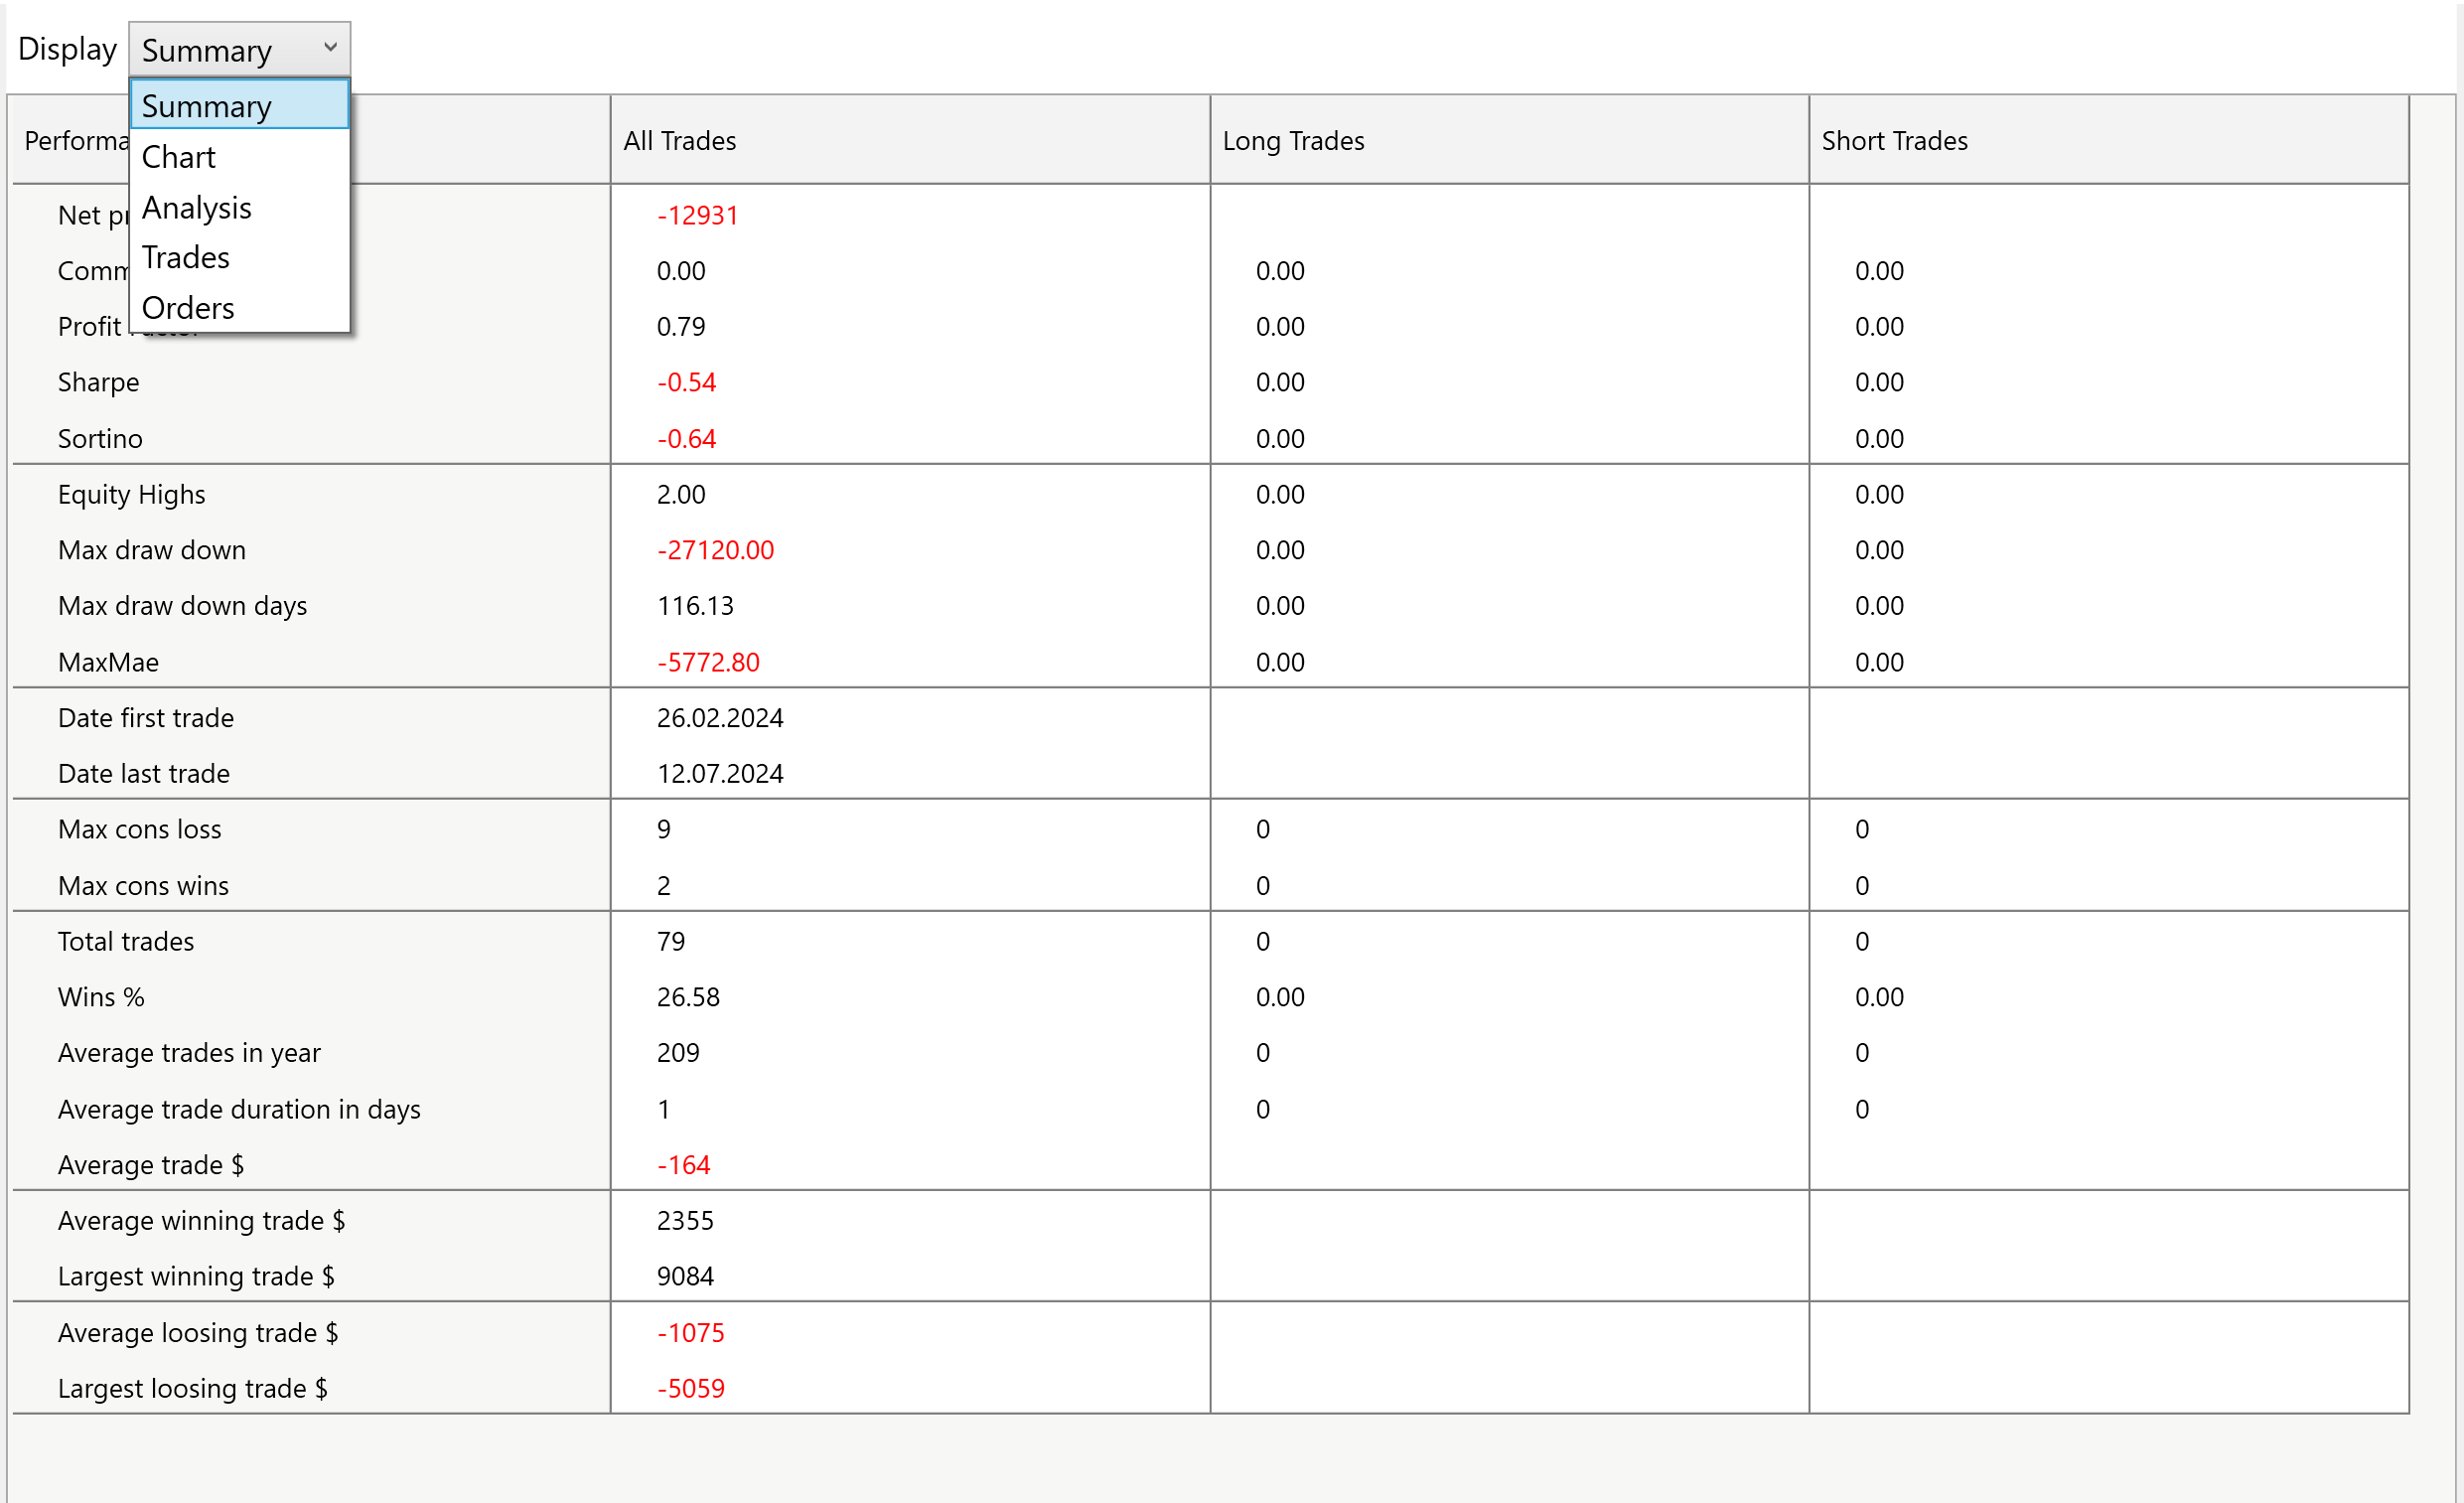 Display Summary
Summary
Chart
Analysis
Trades
Orders
All Trades Long Trades Short Trades
Net -12931
0.00 0.00 0.00
Profit 0.79 0.00 0.00
Sharpe -0.54 0.00 0.00
Sortino -0.64 0.00 0.00
Equity Highs 2.00 0.00 0.00
Max draw down -27120.00 0.00 0.00
Max draw down days 116.13 0.00 0.00
MaxMae -5772.80 0.00 0.00
Date first trade 26.02.2024
Date last trade 12.07.2024
Max cons loss 9 0 0
Max cons wins 2 0 0
Total trades 79 0 0
Wins % 26.58 0.00 0.00
Average trades in year 209 0 0
Average trade duration in days 1 0 0
Average trade $ -164
Average winning trade $ 2355
Largest winning trade $ 9084
Average loosing trade $ -1075
Largest loosing trade $ -5059